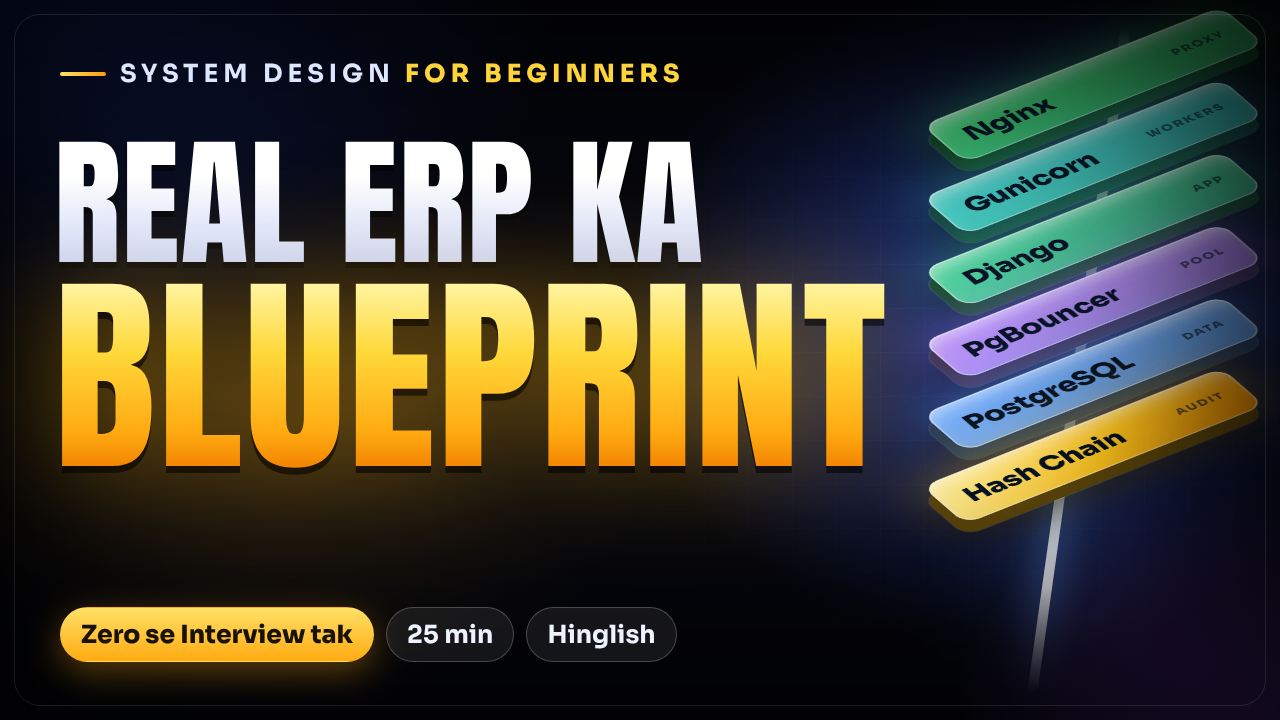 SYSTEM DESIGN FOR BEGINNERS
REAL ERP KA
BLUEPRINT
Zero se Interview tak
25 min
Hinglish
Nginx PROXY
Gunicorn WORKERS
Django APP
PgBouncer POOL
PostgreSQL DATA
Hash Chain AUDIT